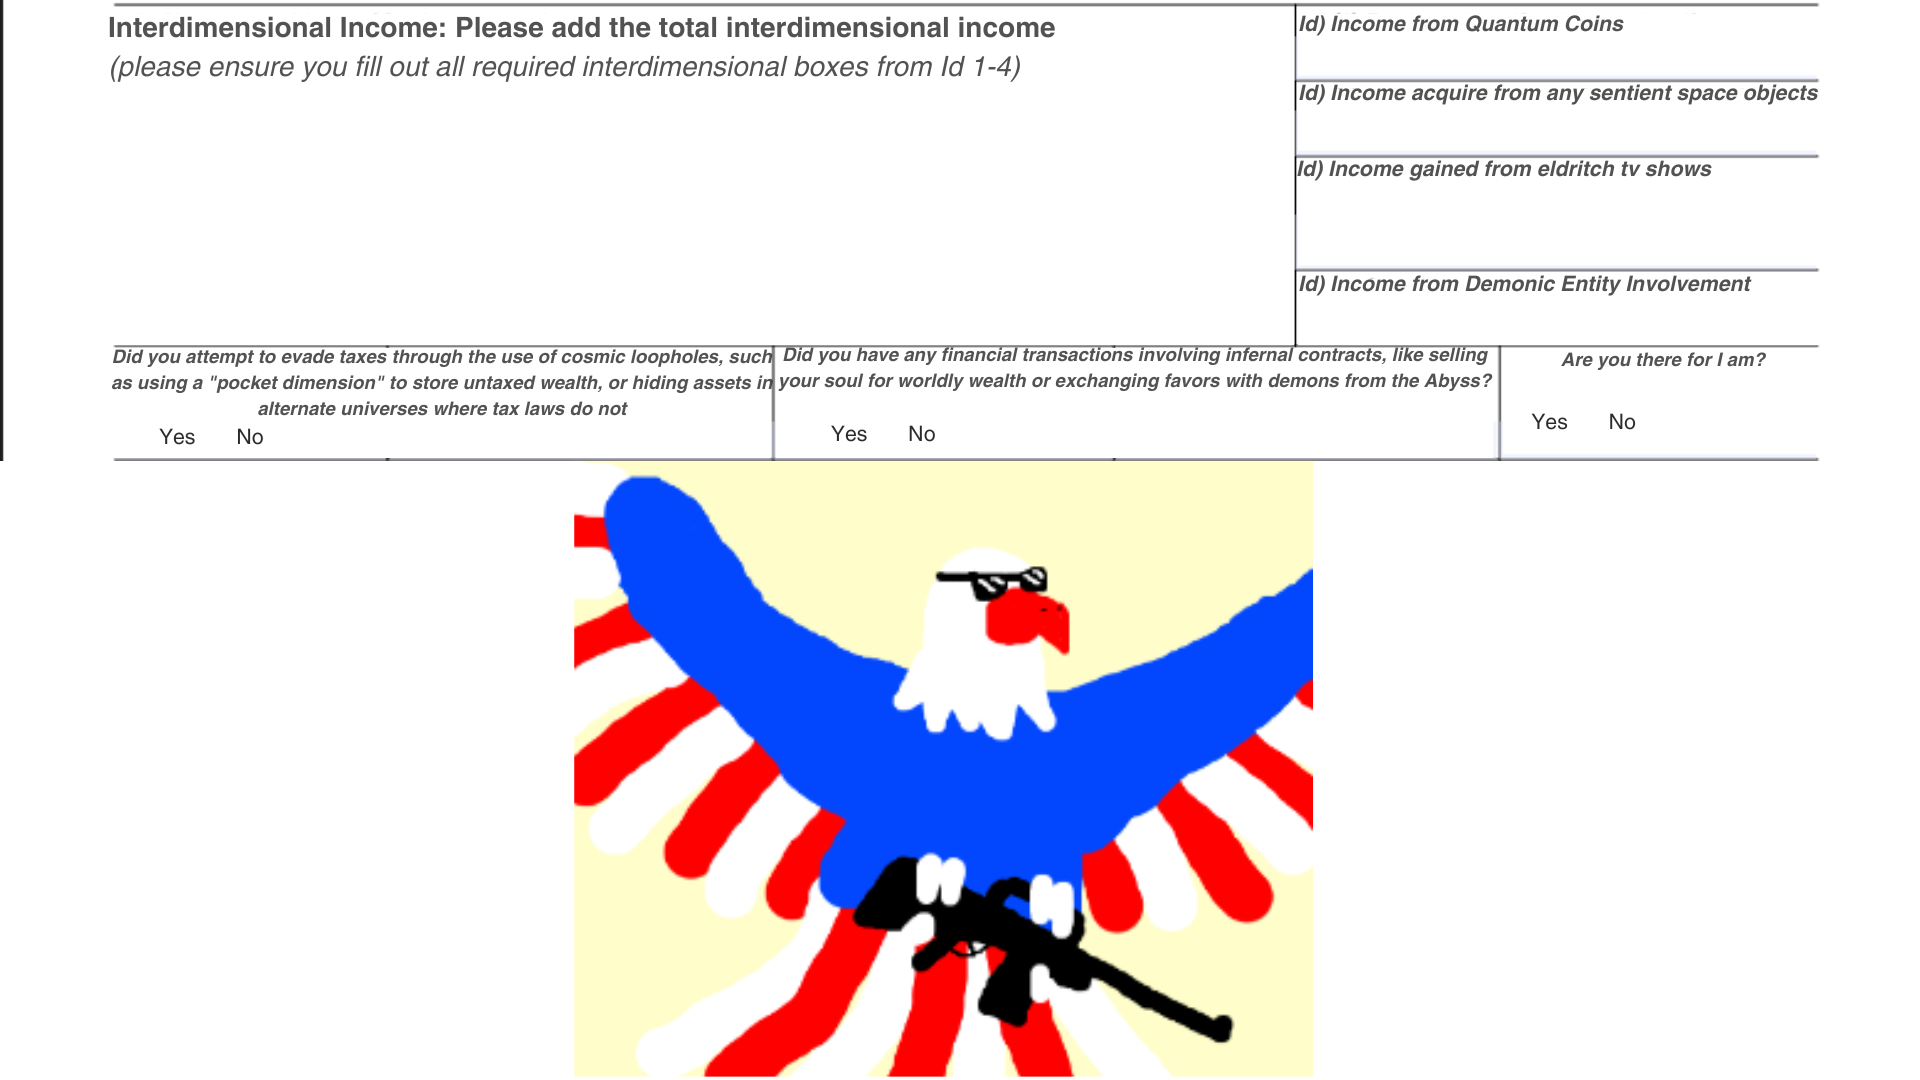 Interdimensional Income: Please add the total interdimensional income
(please ensure you fill out all required interdimensional boxes from Id 1-4)
Id) Income from Quantum Coins
Id) Income acquire from any sentient space objects
Id) Income gained from eldritch tv shows
Id) Income from Demonic Entity Involvement
Did you attempt to evade taxes through the use of cosmic loopholes, such
as using a "pocket dimension" to store untaxed wealth, or hiding assets in
alternate universes where tax laws do not
Yes No
Did you have any financial transactions involving infernal contracts, like selling
your soul for worldly wealth or exchanging favors with demons from the Abyss?
Yes No
Are you there for I am?
Yes No